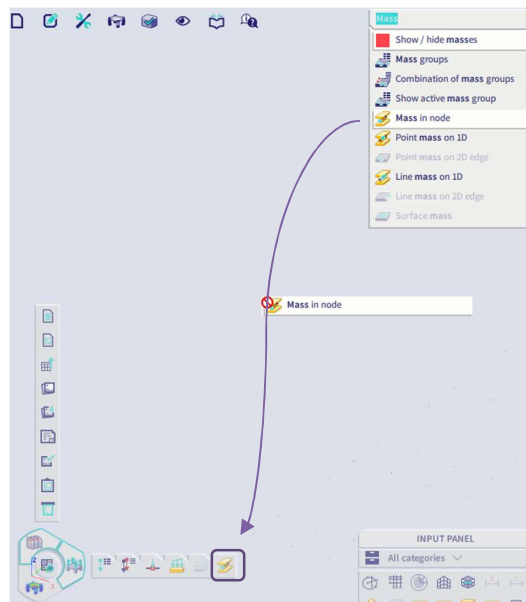 Mass
Show / hide masses
Mass groups
Combination of mass groups
Show active mass group
Mass in node
Point mass on 1D
Point mass on 2D edge
Line mass on 1D
Line mass on 2D edge
Surface mass
Mass in node
INPUT PANEL
All categories